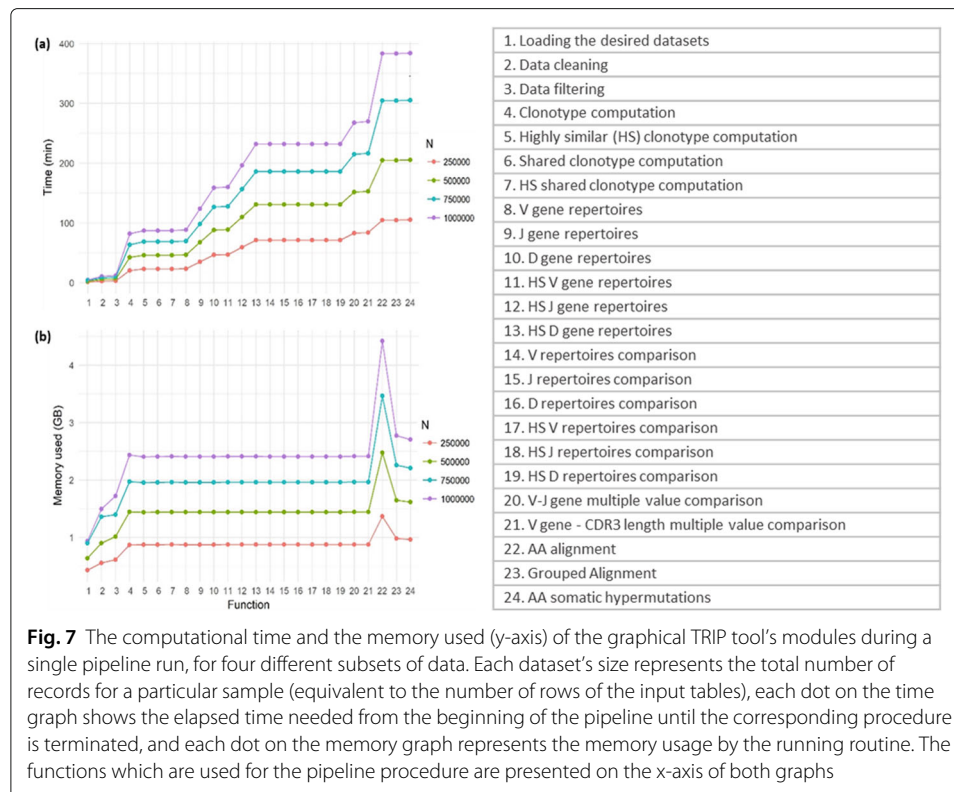 (a)
400
300
200
100
0
Time (min)
1 2 3 4 5 6 7 8 9 10 11 12 13 14 15 16 17 18 19 20 21 22 23 24
N
250000
500000
750000
1000000
(b)
4
3
2
1
Memory used (GB)
1 2 3 4 5 6 7 8 9 10 11 12 13 14 15 16 17 18 19 20 21 22 23 24
Function
N
250000
500000
750000
1000000
1. Loading the desired datasets
2. Data cleaning
3. Data filtering
4. Clonotype computation
5. Highly similar (HS) clonotype computation
6. Shared clonotype computation
7. HS shared clonotype computation
8. V gene repertoires
9. J gene repertoires
10. D gene repertoires
11. HS V gene repertoires
12. HS J gene repertoires
13. HS D gene repertoires
14. V repertoires comparison
15. J repertoires comparison
16. D repertoires comparison
17. HS V repertoires comparison
18. HS J repertoires comparison
19. HS D repertoires comparison
20. V-J gene multiple value comparison
21. V gene - CDR3 length multiple value comparison
22. AA alignment
23. Grouped Alignment
24. AA somatic hypermutations
Fig. 7 The computational time and the memory used (y-axis) of the graphical TRIP tool's modules during a
single pipeline run, for four different subsets of data. Each dataset's size represents the total number of
records for a particular sample (equivalent to the number of rows of the input tables), each dot on the time
graph shows the elapsed time needed from the beginning of the pipeline until the corresponding procedure
is terminated, and each dot on the memory graph represents the memory usage by the running routine. The
functions which are used for the pipeline procedure are presented on the x-axis of both graphs